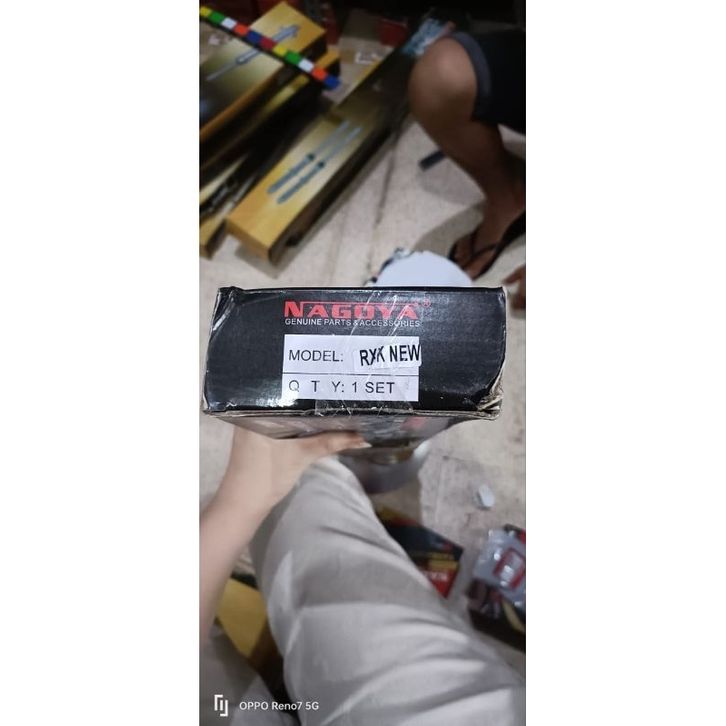 NAGOYA®
GENUINE PARTS & ACCESSORIES
MODEL: RXK NEW
Q T Y: 1 SET
OPPO Reno7 5G